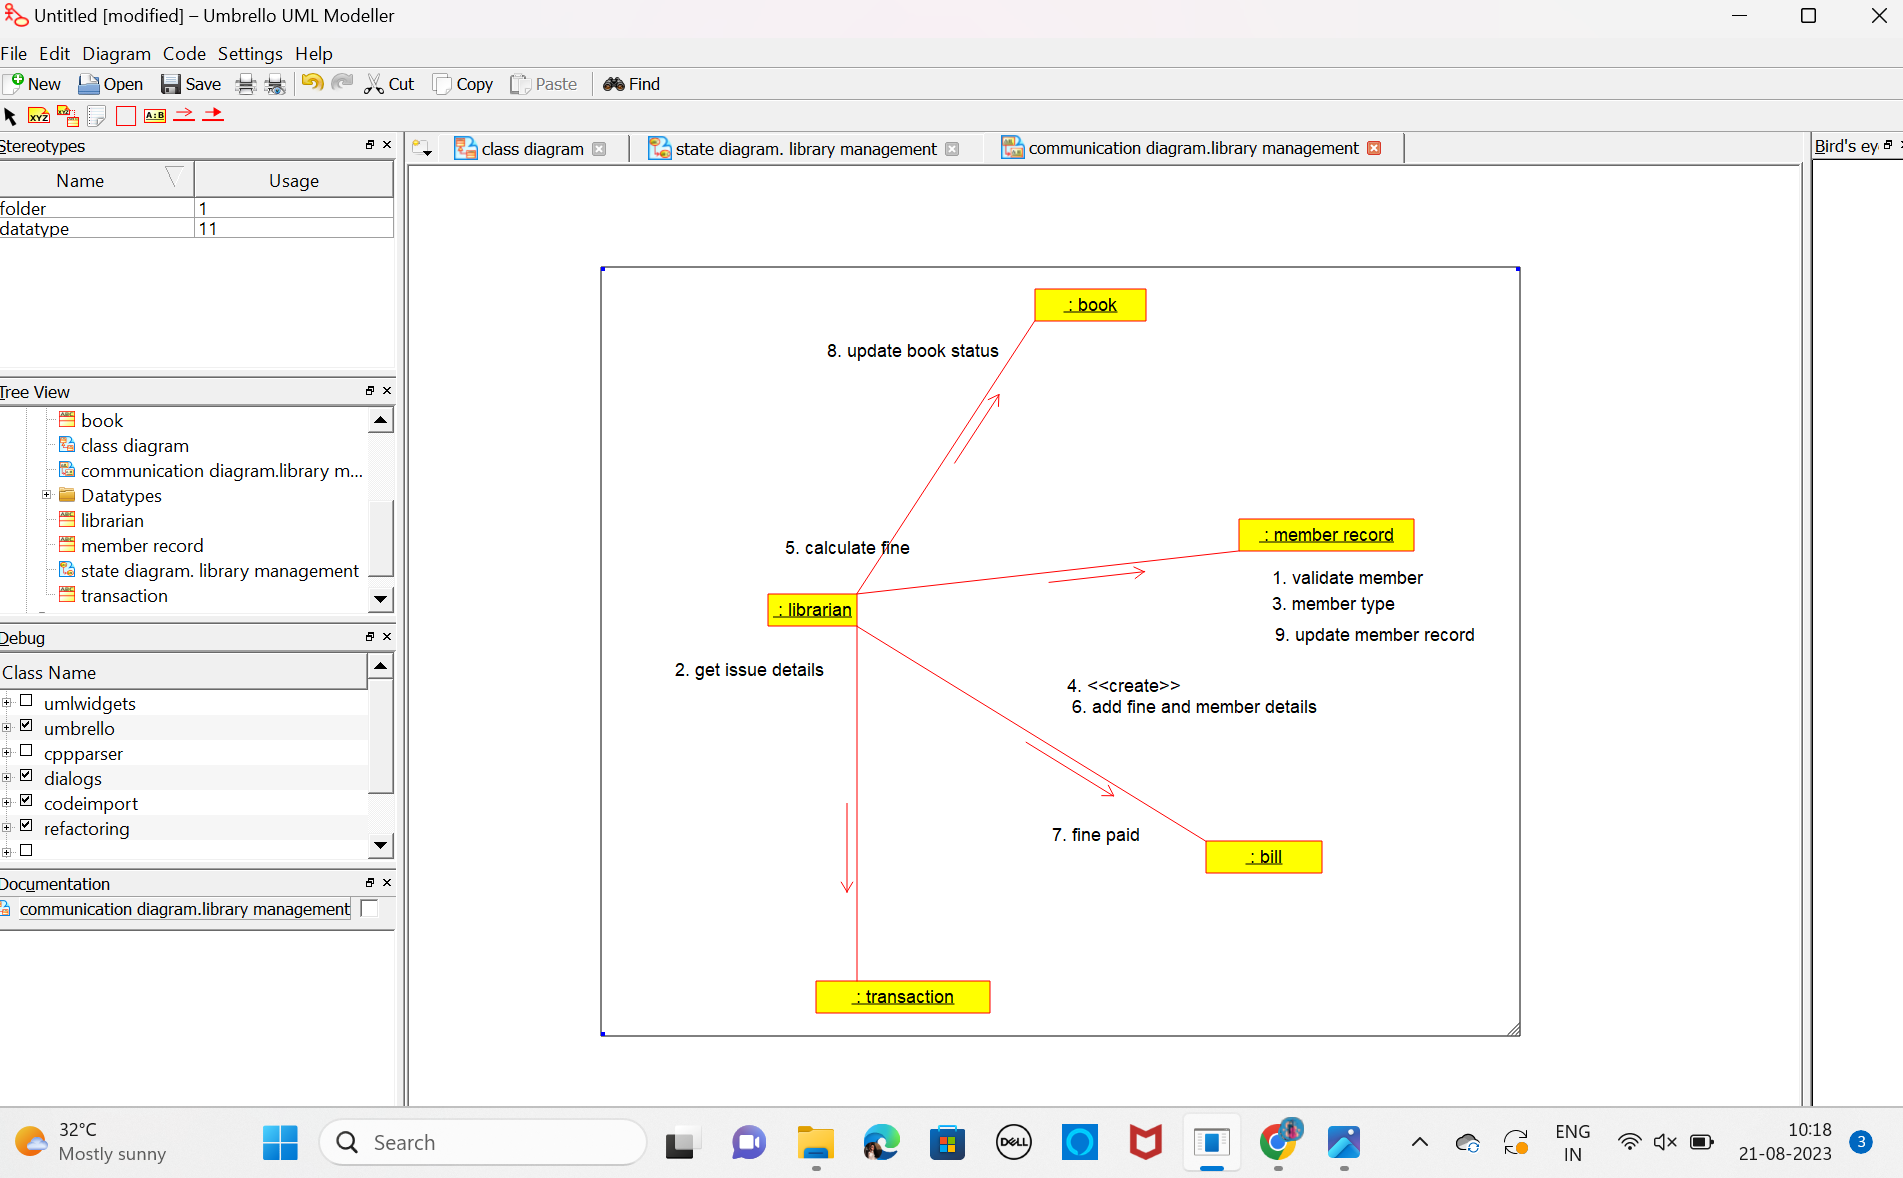 Untitled [modified] – Umbrello UML Modeller
File Edit Diagram Code Settings Help
New Open Save Cut Copy Paste Find
XYZ XYZ A:B
Stereotypes
Name Usage
folder 1
datatype 11
Tree View
book
class diagram
communication diagram.library m...
Datatypes
librarian
member record
state diagram. library management
transaction
Debug
Class Name
umlwidgets
umbrello
cppparser
dialogs
codeimport
refactoring
Documentation
communication diagram.library management
class diagram
state diagram. library management
communication diagram.library management
Bird's ey
: book
8. update book status
5. calculate fine
: member record
1. validate member
3. member type
9. update member record
: librarian
2. get issue details
4. <<create>>
6. add fine and member details
7. fine paid
: bill
: transaction
32°C
Mostly sunny
Search
DELL
ENG
IN
10:18
21-08-2023
3